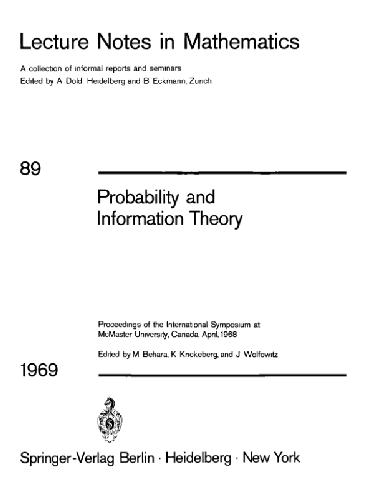 Lecture Notes in Mathematics
A collection of informal reports and seminars
Edited by A. Dold, Heidelberg and B. Eckmann, Zürich
89
Probability and
Information Theory
Proceedings of the International Symposium at
McMaster University, Canada, April, 1968
Edited by M. Behara, K. Krickeberg, and J. Wolfowitz
1969
Springer-Verlag Berlin · Heidelberg · New York